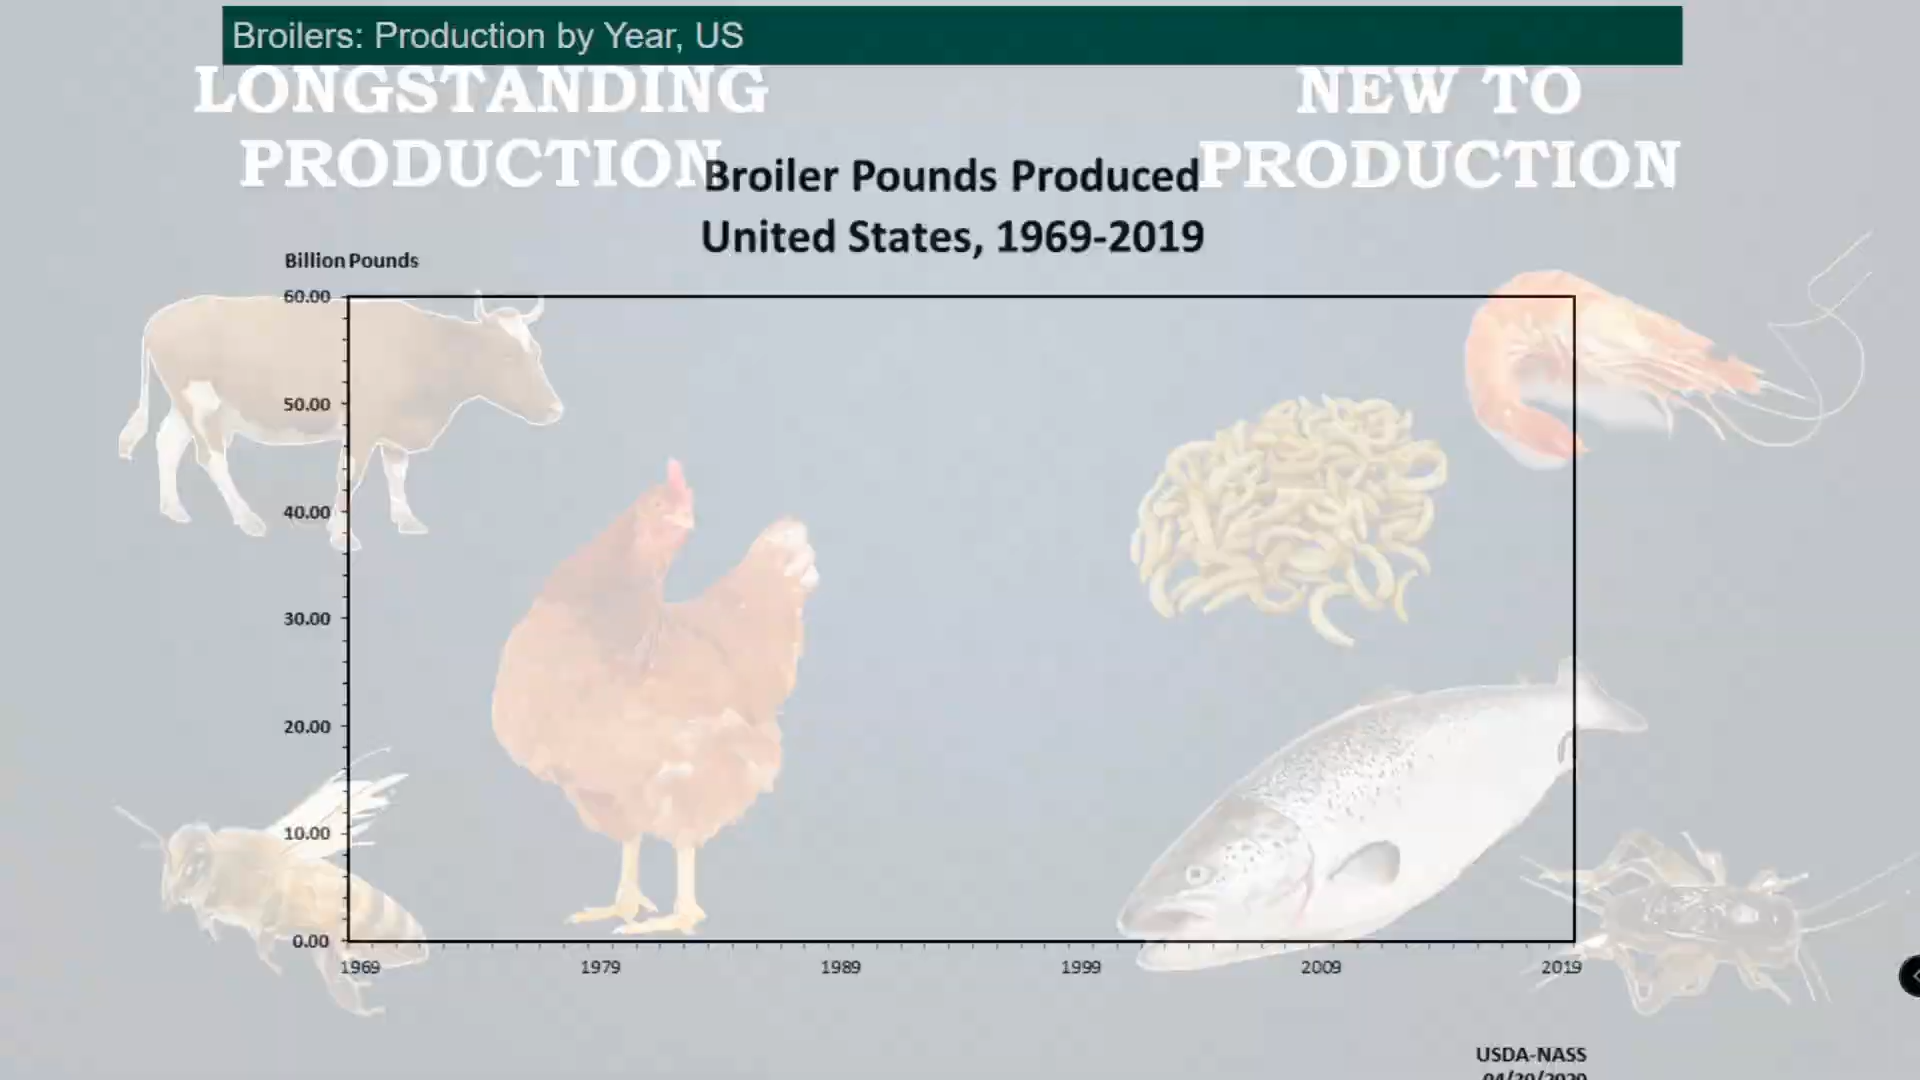 Broilers: Production by Year, US
LONGSTANDING
PRODUCTION
NEW TO
PRODUCTION
Broiler Pounds Produced
United States, 1969-2019
Billion Pounds
60.00
50.00
40.00
30.00
20.00
10.00
0.00
1969 1979 1989 1999 2009 2019
USDA-NASS